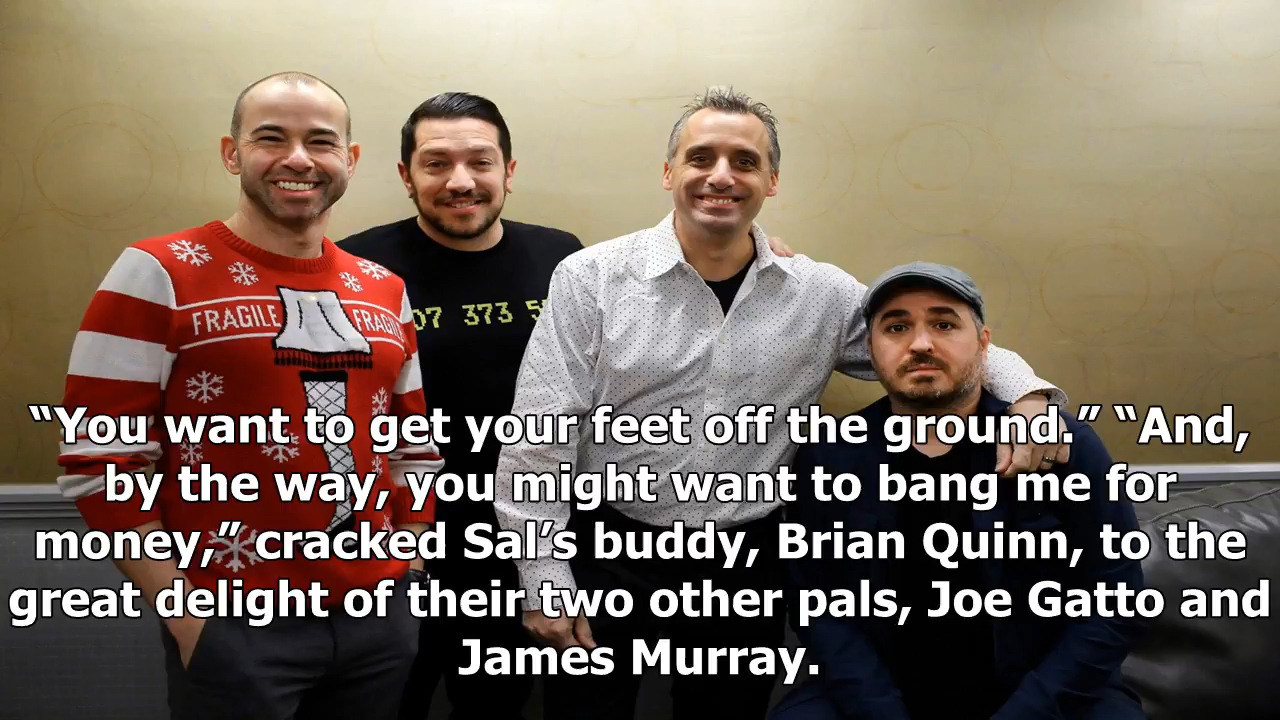 FRAGILE FRAGILE
07 373 5
“You want to get your feet off the ground.” “And,
by the way, you might want to bang me for
money,” cracked Sal’s buddy, Brian Quinn, to the
great delight of their two other pals, Joe Gatto and
James Murray.